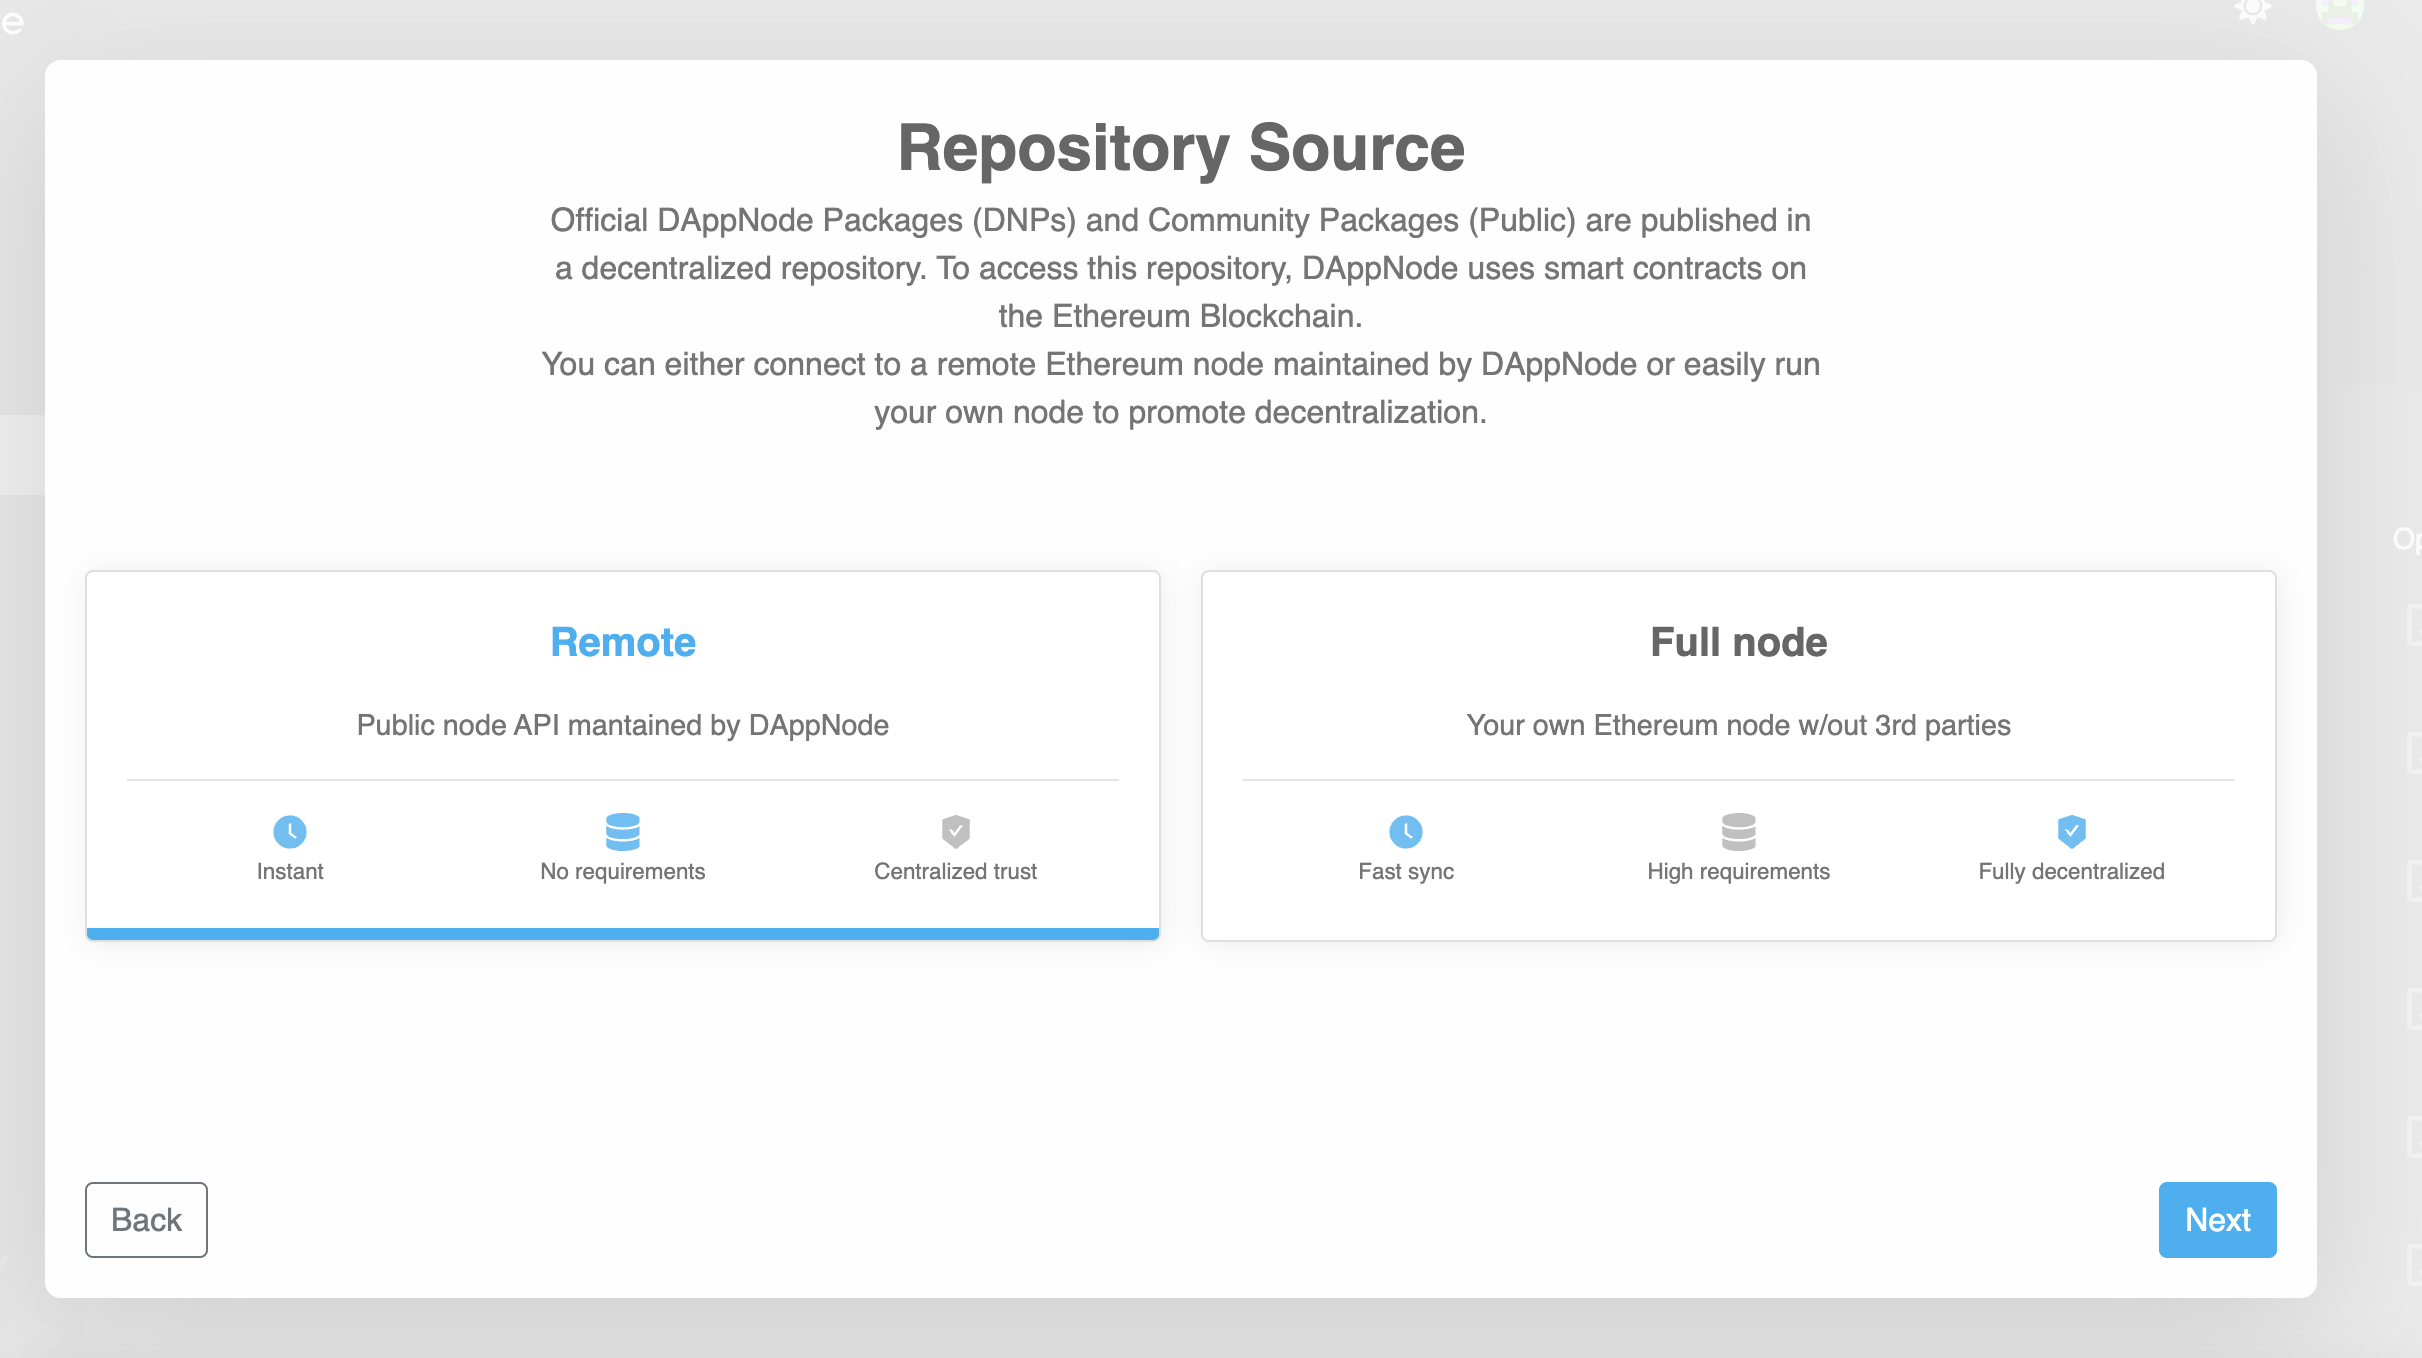 e
Repository Source
Official DAppNode Packages (DNPs) and Community Packages (Public) are published in
a decentralized repository. To access this repository, DAppNode uses smart contracts on
the Ethereum Blockchain.
You can either connect to a remote Ethereum node maintained by DAppNode or easily run
your own node to promote decentralization.
Op
Remote
Public node API mantained by DAppNode
Instant
No requirements
Centralized trust
Full node
Your own Ethereum node w/out 3rd parties
Fast sync
High requirements
Fully decentralized
Back
Next